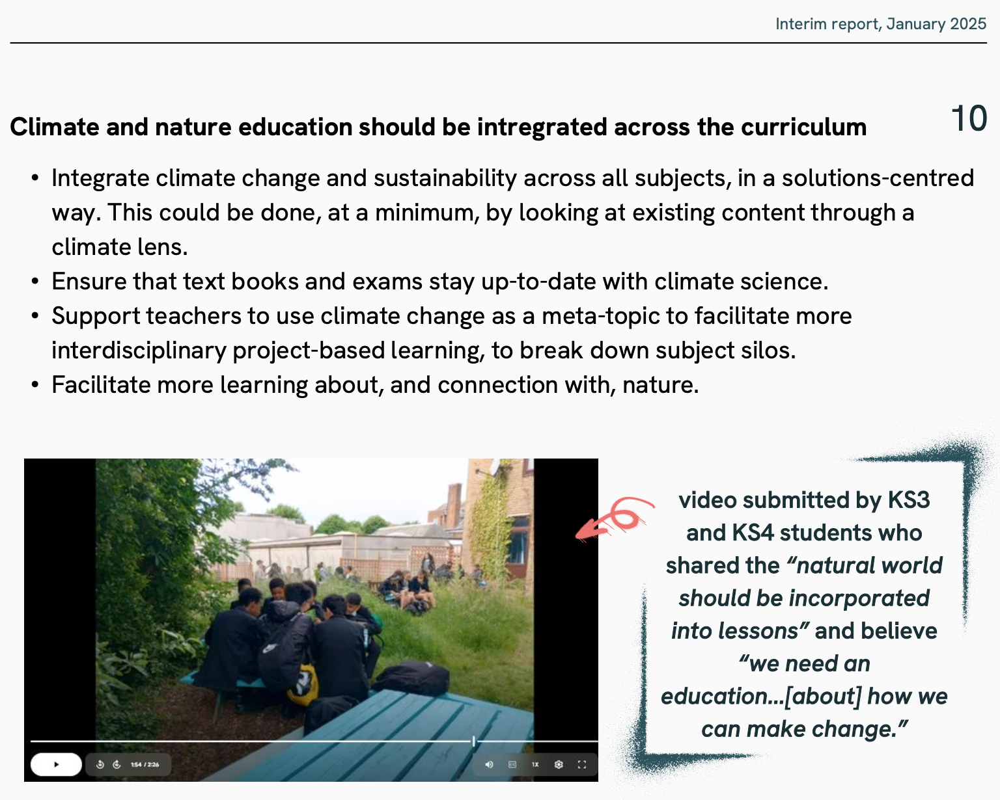 Interim report, January 2025
10
Climate and nature education should be intregrated across the curriculum
• Integrate climate change and sustainability across all subjects, in a solutions-centred
way. This could be done, at a minimum, by looking at existing content through a
climate lens.
• Ensure that text books and exams stay up-to-date with climate science.
• Support teachers to use climate change as a meta-topic to facilitate more
interdisciplinary project-based learning, to break down subject silos.
• Facilitate more learning about, and connection with, nature.
video submitted by KS3
and KS4 students who
shared the “natural world
should be incorporated
into lessons” and believe
“we need an
education...[about] how we
can make change.”
1:54 / 2:26
1X